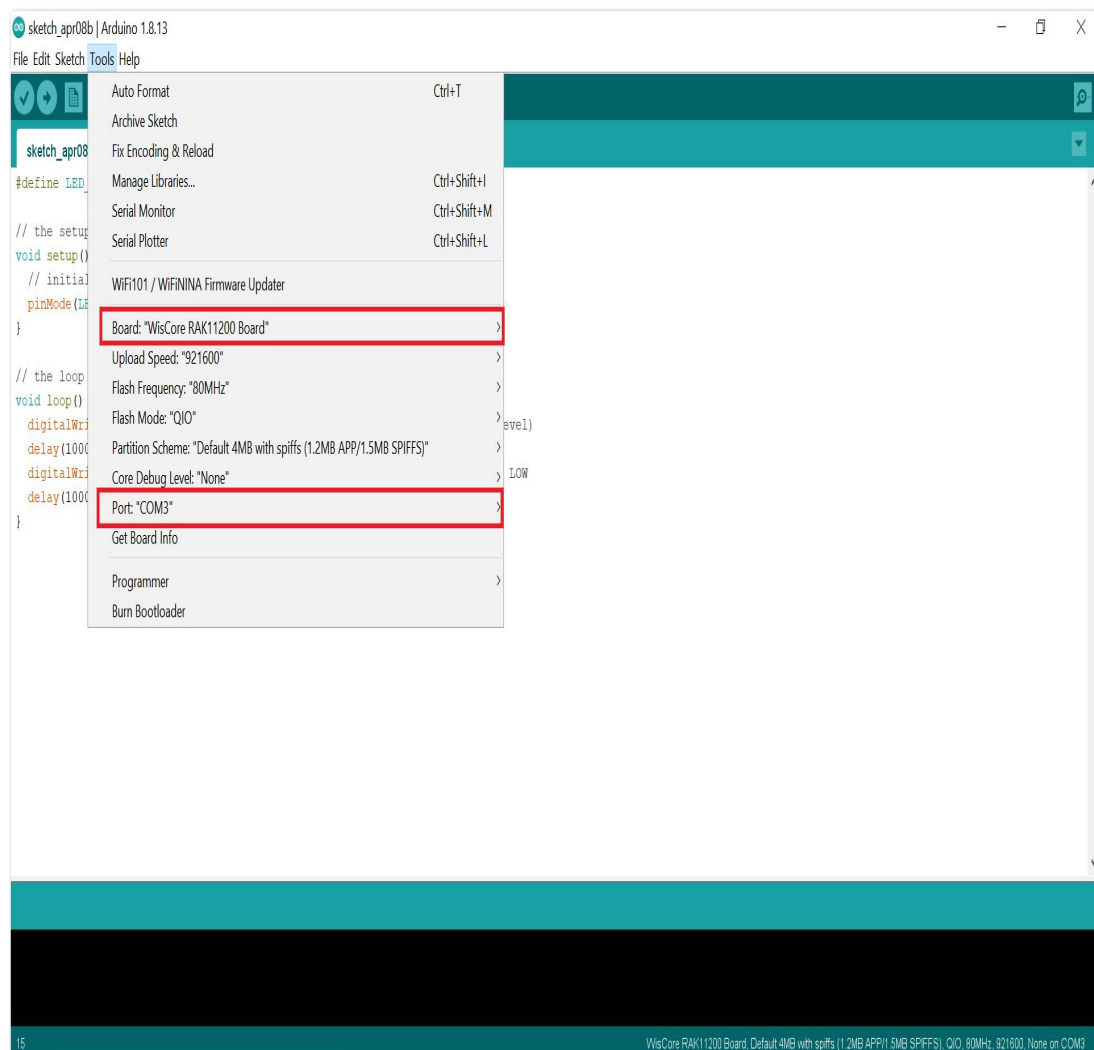 sketch_apr08b | Arduino 1.8.13
File Edit Sketch Tools Help
Auto Format Ctrl+T
Archive Sketch
sketch_apr08
Fix Encoding & Reload
#define LED_
Manage Libraries... Ctrl+Shift+I
Serial Monitor Ctrl+Shift+M
// the setup
Serial Plotter Ctrl+Shift+L
void setup()
// initial
WiFi101 / WiFiNINA Firmware Updater
pinMode(LE
}
Board: "WisCore RAK11200 Board"
Upload Speed: "921600"
// the loop
Flash Frequency: "80MHz"
void loop()
Flash Mode: "QIO"
digitalWri evel)
delay(1000
Partition Scheme: "Default 4MB with spiffs (1.2MB APP/1.5MB SPIFFS)"
digitalWri LOW
Core Debug Level: "None"
delay(1000
Port: "COM3"
}
Get Board Info
Programmer
Burn Bootloader
15 WisCore RAK11200 Board, Default 4MB with spiffs (1.2MB APP/1.5MB SPIFFS), QIO, 80MHz, 921600, None on COM3